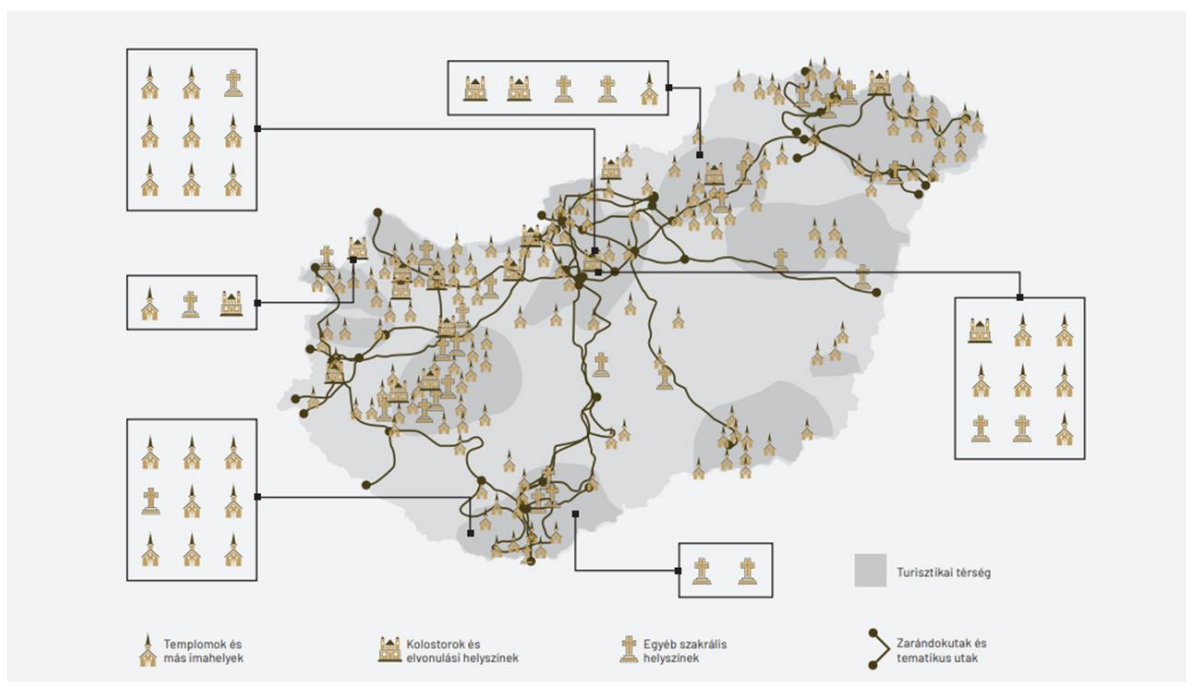 Turisztikai térség
Templomok és
más imahelyek
Kolostorok és
elvonulási helyszínek
Egyéb szakrális
helyszínek
Zarándokutak és
tematikus utak